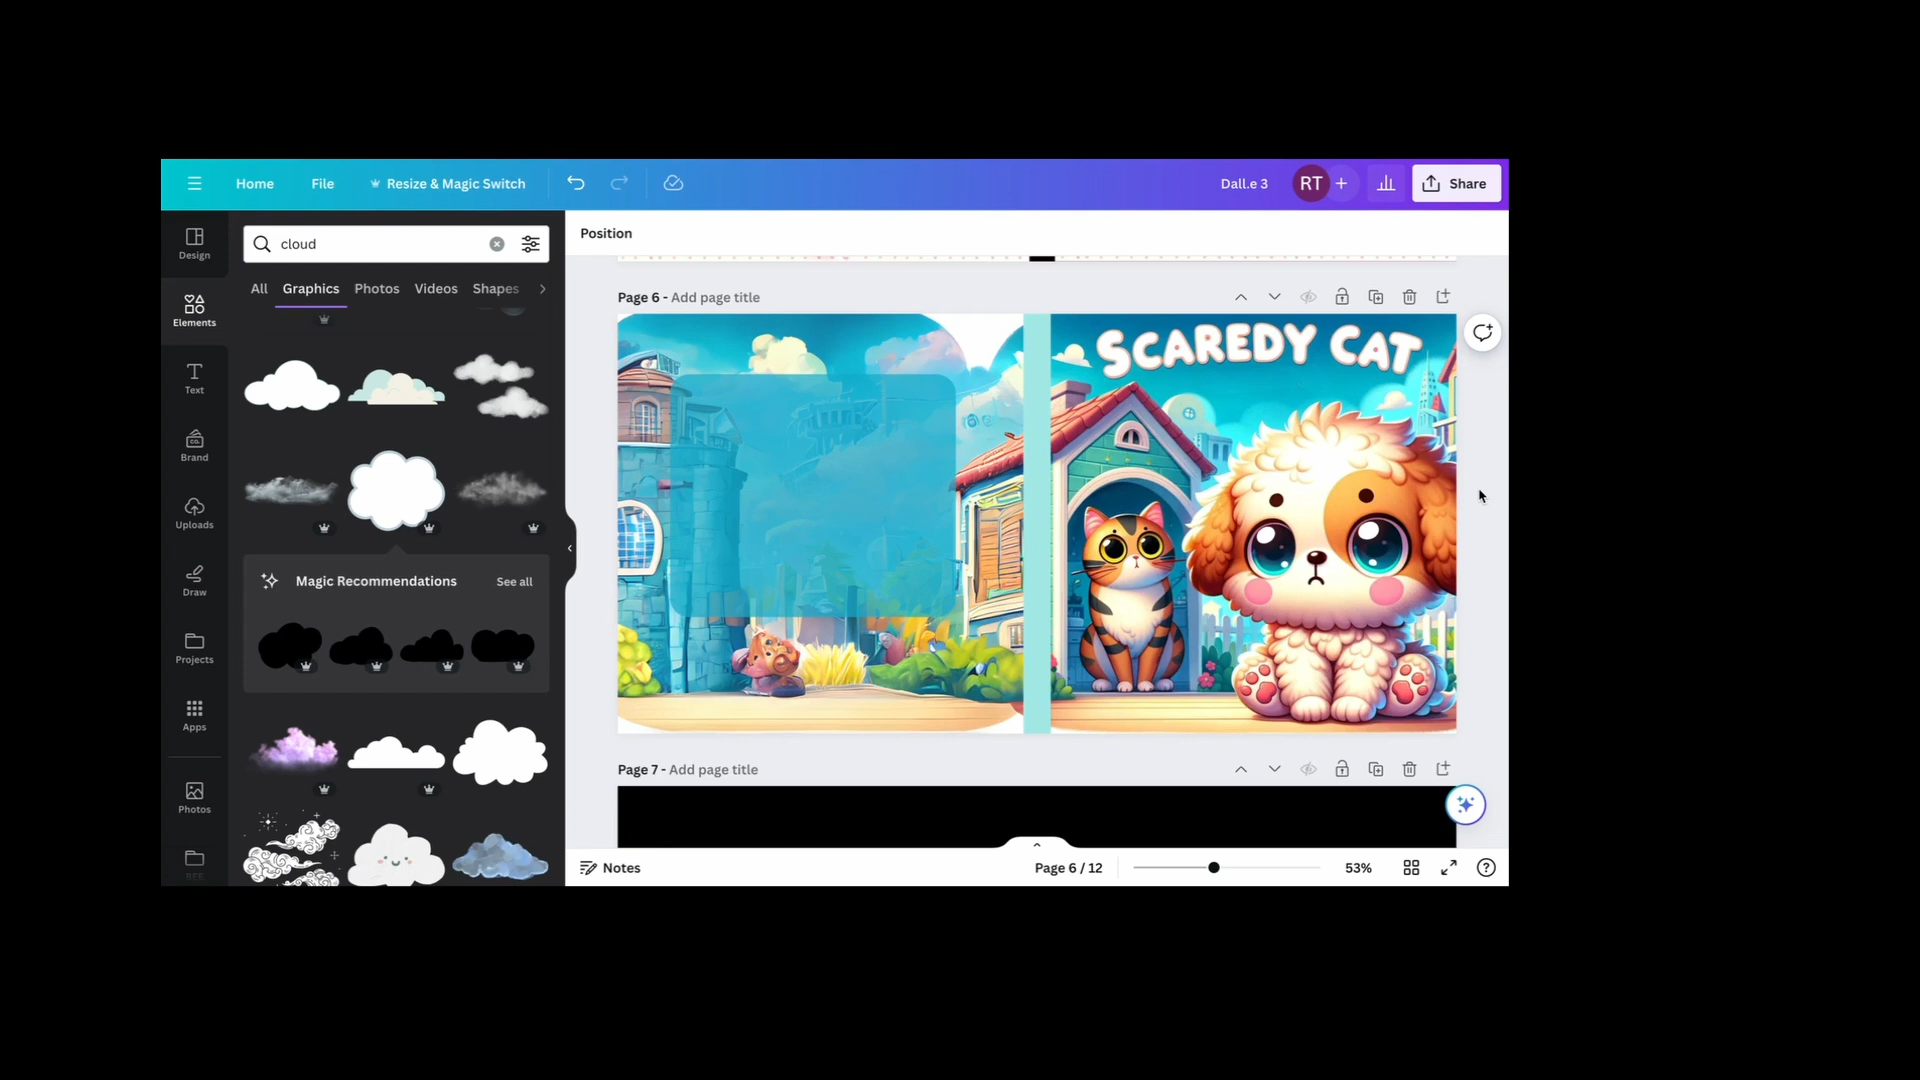 Home File Resize & Magic Switch Dall.e 3 RT + Share
Design
Elements
Text
Brand
Uploads
Draw
Projects
Apps
Photos
cloud
All Graphics Photos Videos Shapes
Magic Recommendations See all
Position
Page 6 - Add page title
SCAREDY CAT
Page 7 - Add page title
Notes Page 6 / 12 53%